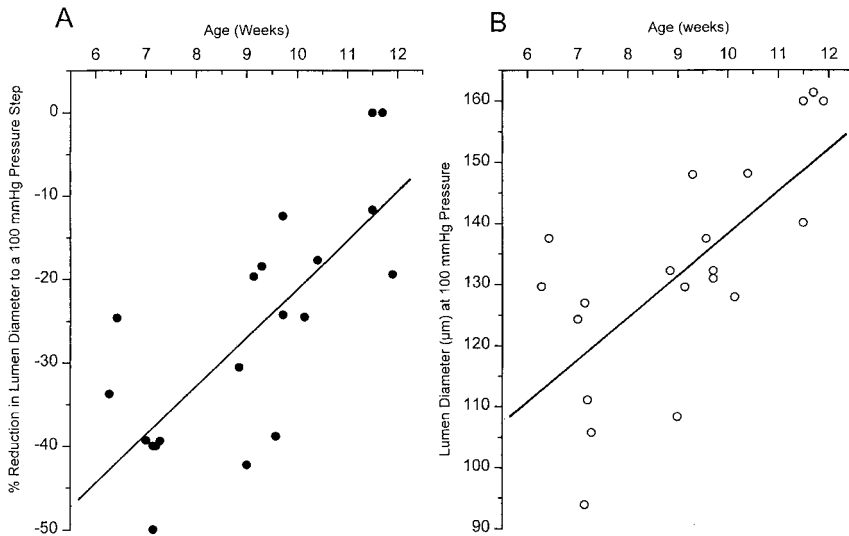 A
Age (Weeks)
6 7 8 9 10 11 12
% Reduction in Lumen Diameter to a 100 mmHg Pressure Step
0
-10
-20
-30
-40
-50
B
Age (weeks)
6 7 8 9 10 11 12
Lumen Diameter (µm) at 100 mmHg Pressure
160
150
140
130
120
110
100
90